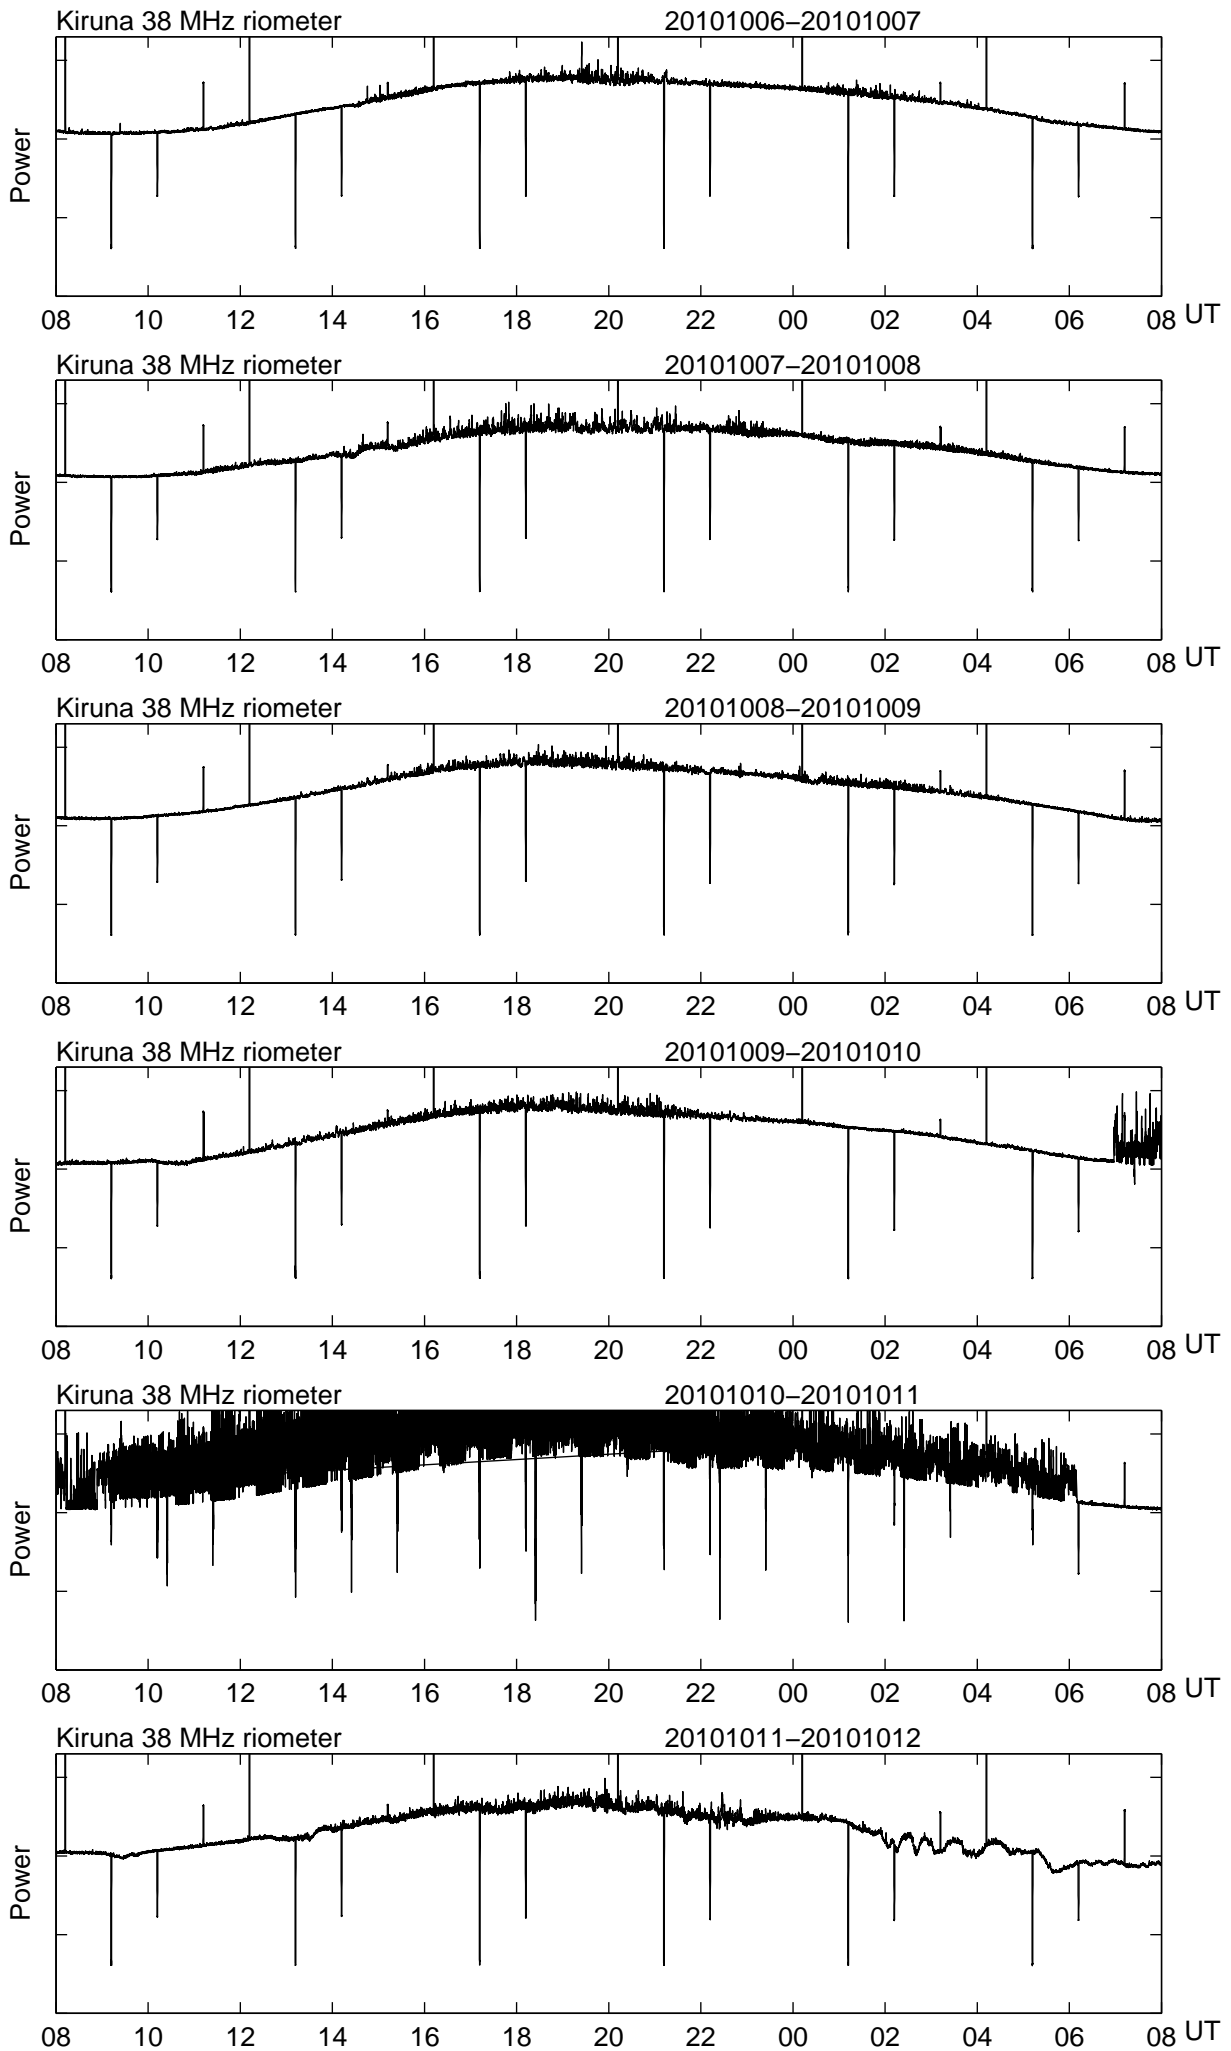 Kiruna 38 MHz riometer 20101006−20101007
Power
08 10 12 14 16 18 20 22 00 02 04 06 08 UT
Kiruna 38 MHz riometer 20101007−20101008
Power
08 10 12 14 16 18 20 22 00 02 04 06 08 UT
Kiruna 38 MHz riometer 20101008−20101009
Power
08 10 12 14 16 18 20 22 00 02 04 06 08 UT
Kiruna 38 MHz riometer 20101009−20101010
Power
08 10 12 14 16 18 20 22 00 02 04 06 08 UT
Kiruna 38 MHz riometer 20101010−20101011
Power
08 10 12 14 16 18 20 22 00 02 04 06 08 UT
Kiruna 38 MHz riometer 20101011−20101012
Power
08 10 12 14 16 18 20 22 00 02 04 06 08 UT